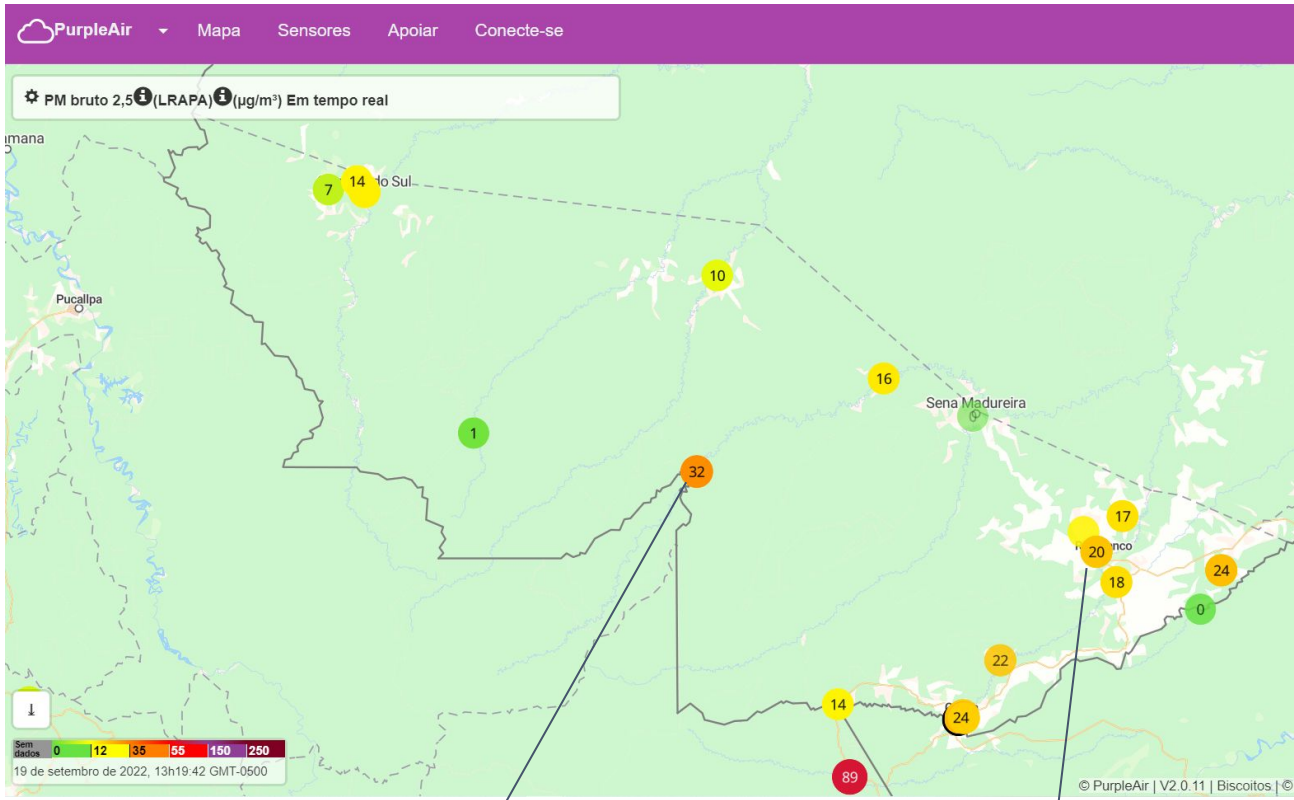 PurpleAir Mapa Sensores Apoiar Conecte-se
PM bruto 2,5 (LRAPA) (µg/m³) Em tempo real
mana
7
14
do Sul
10
Pucallpa
16
Sena Madureira
1
32
17
nco
20
24
18
0
22
14
24
89
Sem dados 0 12 35 55 150 250
19 de setembro de 2022, 13h19:42 GMT-0500
© PurpleAir | V2.0.11 | Biscoitos | ©